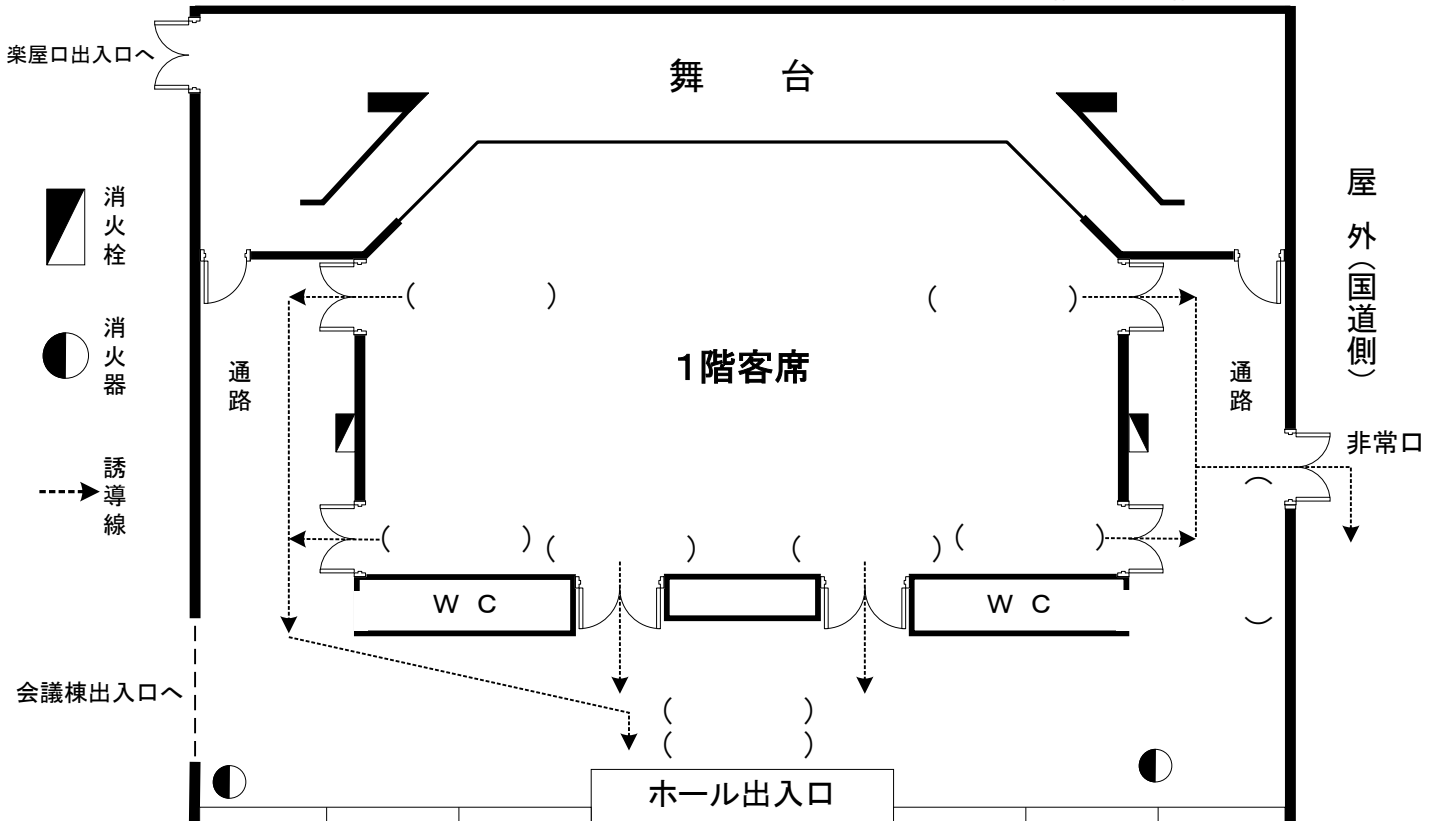 楽屋口出入口へ
舞 台
消火栓
屋外(国道側)
( )
( )
消火器
1階客席
通路
通路
非常口
誘導線
( )
( )
( )
( )
( )
W C
W C
会議棟出入口へ
( )
( )
ホール出入口